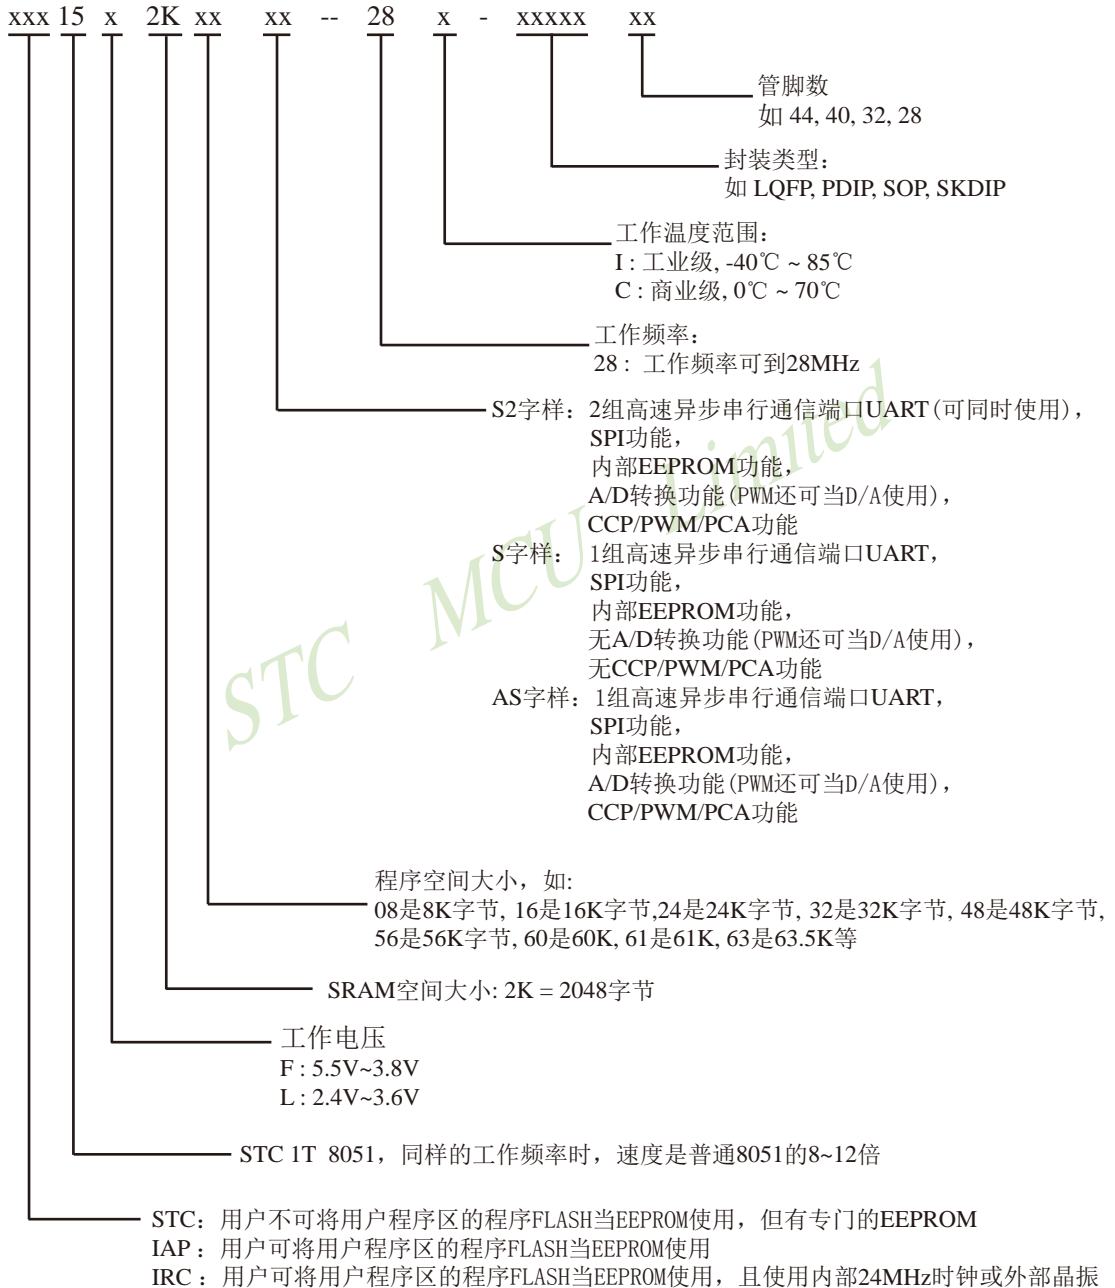 xxx 15 x 2K xx xx -- 28 x - xxxxx xx
管脚数
如 44, 40, 32, 28
封装类型：
如 LQFP, PDIP, SOP, SKDIP
工作温度范围：
I : 工业级, -40℃ ~ 85℃
C : 商业级, 0℃ ~ 70℃
工作频率：
28 : 工作频率可到28MHz
S2字样：2组高速异步串行通信端口UART(可同时使用)，
SPI功能，
内部EEPROM功能，
A/D转换功能(PWM还可当D/A使用)，
CCP/PWM/PCA功能
S字样： 1组高速异步串行通信端口UART，
SPI功能，
内部EEPROM功能，
无A/D转换功能(PWM还可当D/A使用)，
无CCP/PWM/PCA功能
AS字样：1组高速异步串行通信端口UART，
SPI功能，
内部EEPROM功能，
A/D转换功能(PWM还可当D/A使用)，
CCP/PWM/PCA功能
STC MCU Limited
程序空间大小，如:
08是8K字节, 16是16K字节,24是24K字节, 32是32K字节, 48是48K字节,
56是56K字节, 60是60K, 61是61K, 63是63.5K等
SRAM空间大小: 2K = 2048字节
工作电压
F : 5.5V~3.8V
L : 2.4V~3.6V
STC 1T 8051，同样的工作频率时，速度是普通8051的8~12倍
STC：用户不可将用户程序区的程序FLASH当EEPROM使用，但有专门的EEPROM
IAP：用户可将用户程序区的程序FLASH当EEPROM使用
IRC：用户可将用户程序区的程序FLASH当EEPROM使用，且使用内部24MHz时钟或外部晶振